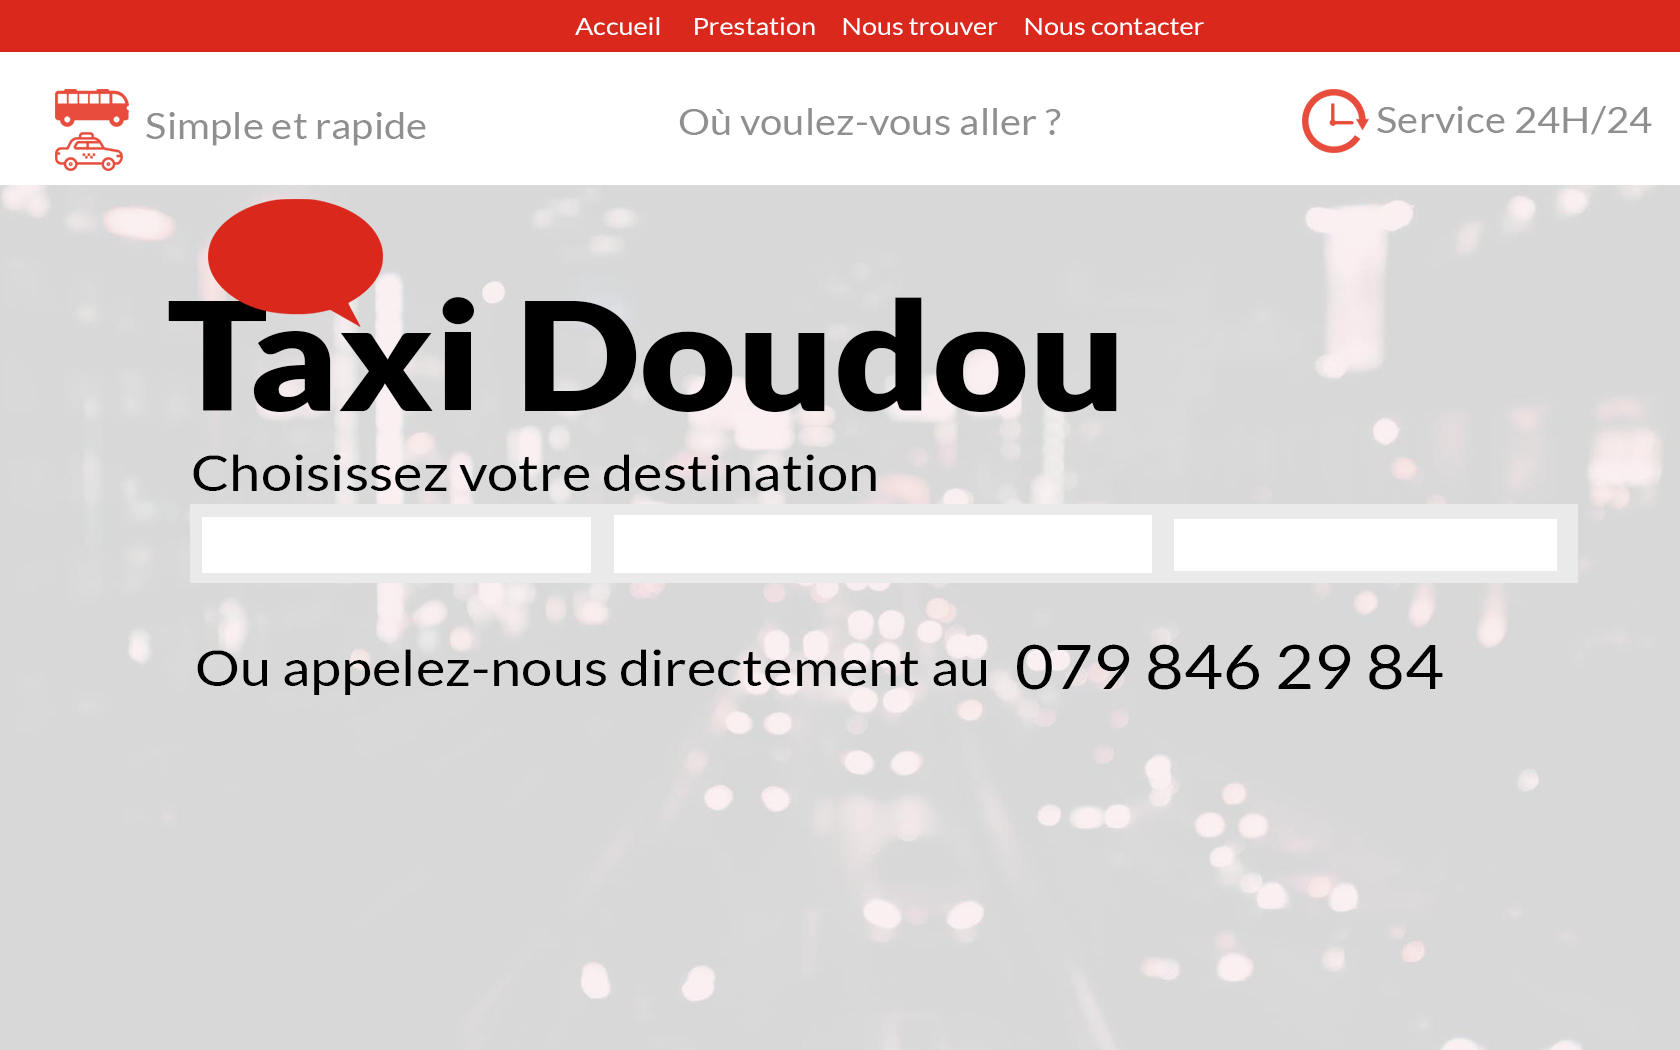 Accueil Prestation Nous trouver Nous contacter
Simple et rapide
Où voulez-vous aller ?
Service 24H/24
Taxi Doudou
Choisissez votre destination
Ou appelez-nous directement au 079 846 29 84